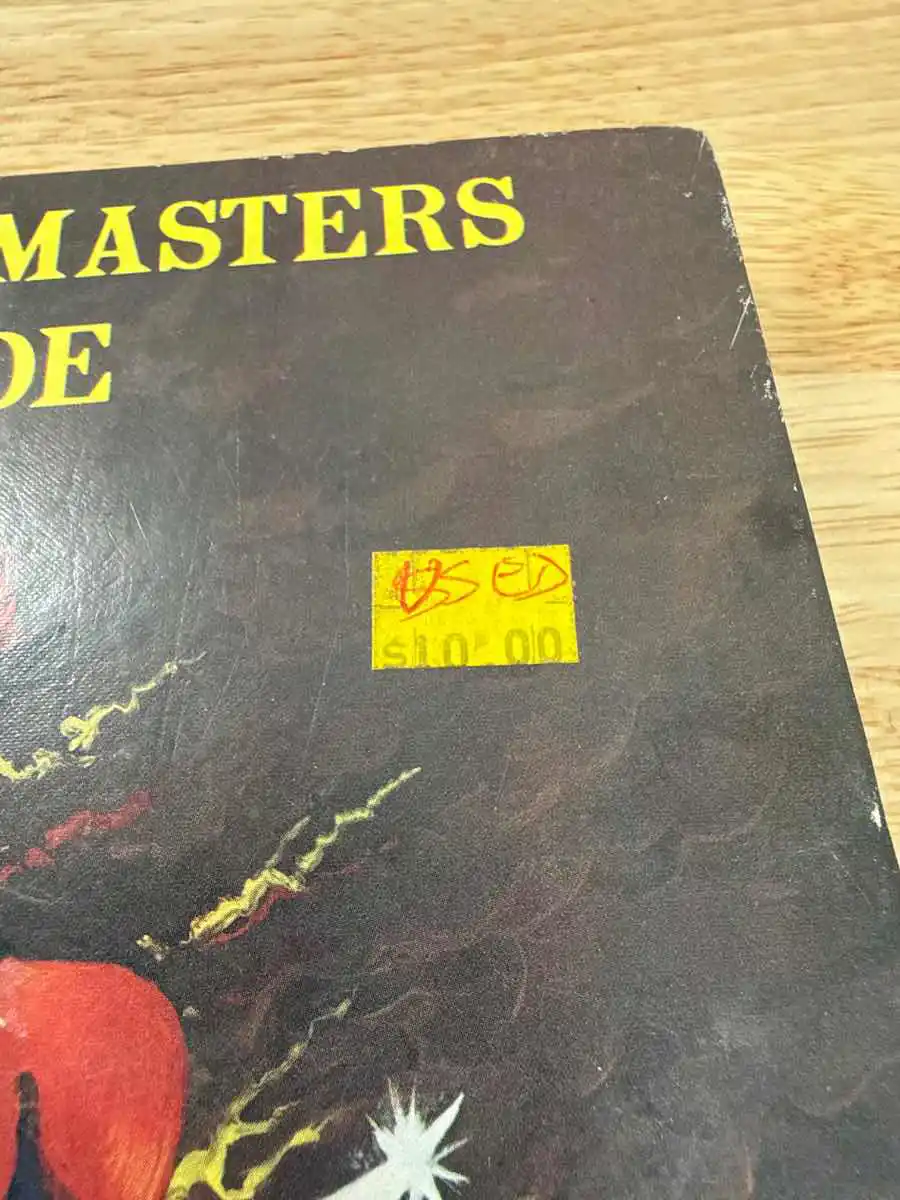 MASTERS
DE
USED
$10.00